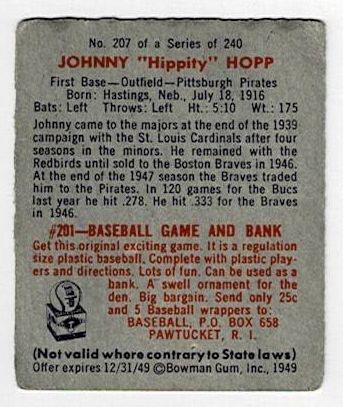 No. 207 of a Series of 240
JOHNNY "Hippity" HOPP
First Base—Outfield—Pittsburgh Pirates
Born: Hastings, Neb., July 18, 1916
Bats: Left Throws: Left Ht.: 5:10 Wt.: 175
Johnny came to the majors at the end of the 1939
campaign with the St. Louis Cardinals after four
seasons in the minors. He remained with the
Redbirds until sold to the Boston Braves in 1946.
At the end of the 1947 season the Braves traded
him to the Pirates. In 120 games for the Bucs
last year he hit .278. He hit .333 for the Braves
in 1946.
#201—BASEBALL GAME AND BANK
Get this original exciting game. It is a regulation
size plastic baseball. Complete with plastic play-
ers and directions. Lots of fun. Can be used as a
bank. A swell ornament for the
den. Big bargain. Send only 25c
and 5 Baseball wrappers to:
BASEBALL, P.O. BOX 658
PAWTUCKET, R. I.
(Not valid where contrary to State laws)
Offer expires 12/31/49 ©Bowman Gum, Inc., 1949